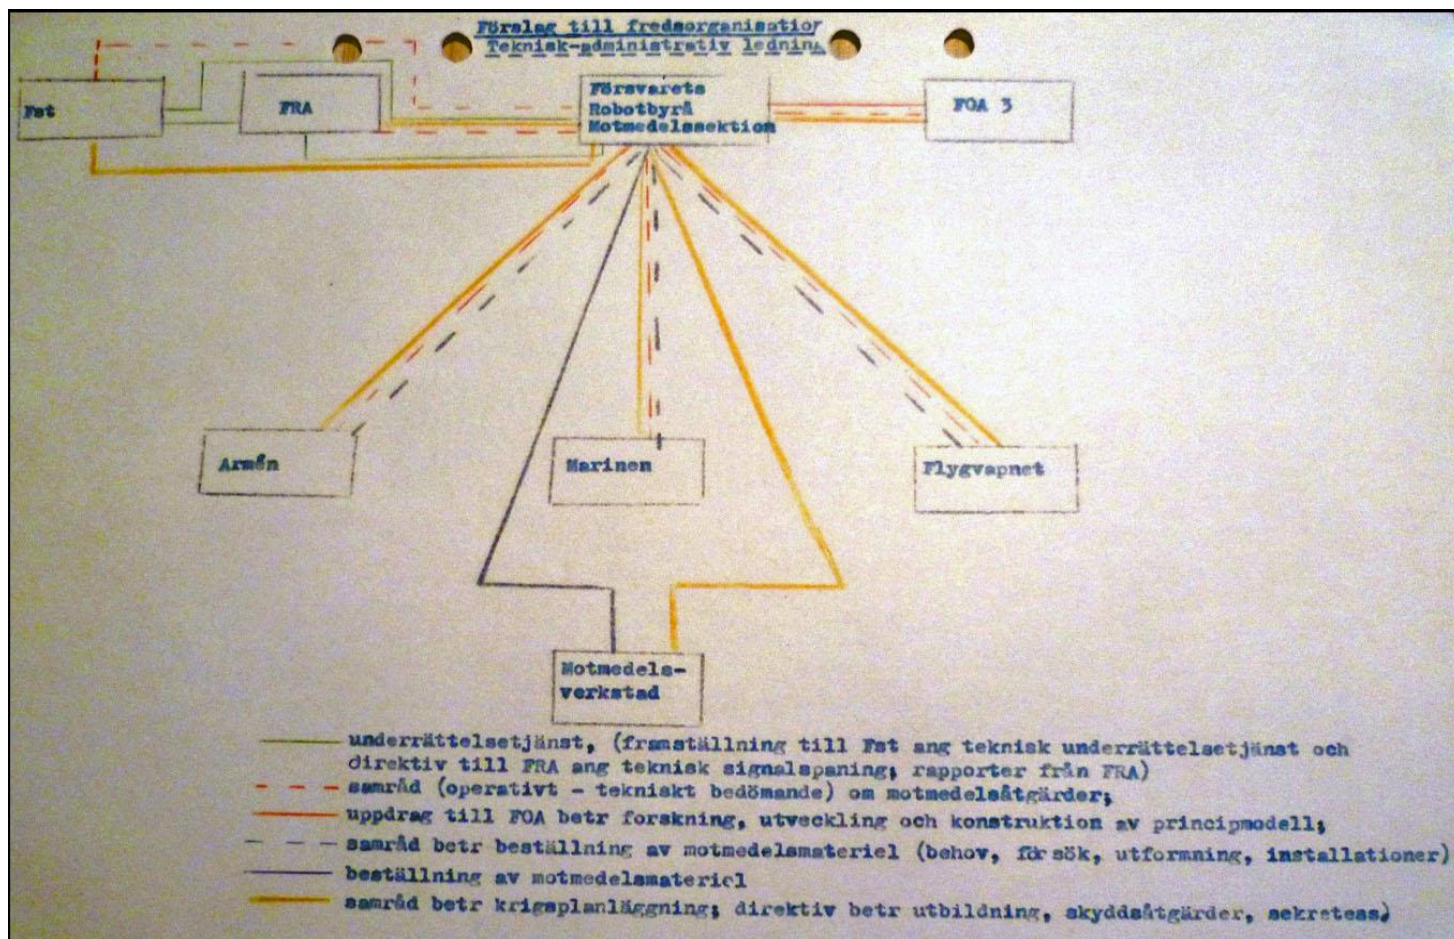 Förslag till fredsorganisation
Teknisk-administrativ ledning
Fst
FRA
Försvarets
Robotbyrå
Motmedelssektion
FOA 3
Armén
Marinen
Flygvapnet
Motmedels-
verkstad
underrättelsetjänst, (framställning till Fst ang teknisk underrättelsetjänst och
direktiv till FRA ang teknisk signalspaning; rapporter från FRA)
samråd (operativt - tekniskt bedömande) om motmedelsåtgärder;
uppdrag till FOA betr forskning, utveckling och konstruktion av principmodell;
samråd betr beställning av motmedelsmateriel (behov, försök, utformning, installationer)
beställning av motmedelsmateriel
samråd betr krigsplanläggning; direktiv betr utbildning, skyddsåtgärder, sekretess)